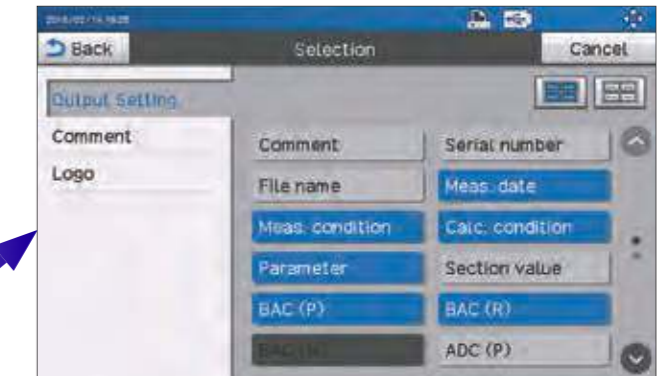 Back Selection Cancel
Output Setting
Comment
Logo
Comment Serial number
File name Meas. date
Meas. condition Calc. condition
Parameter Section value
BAC (P) BAC (R)
ADC (P)